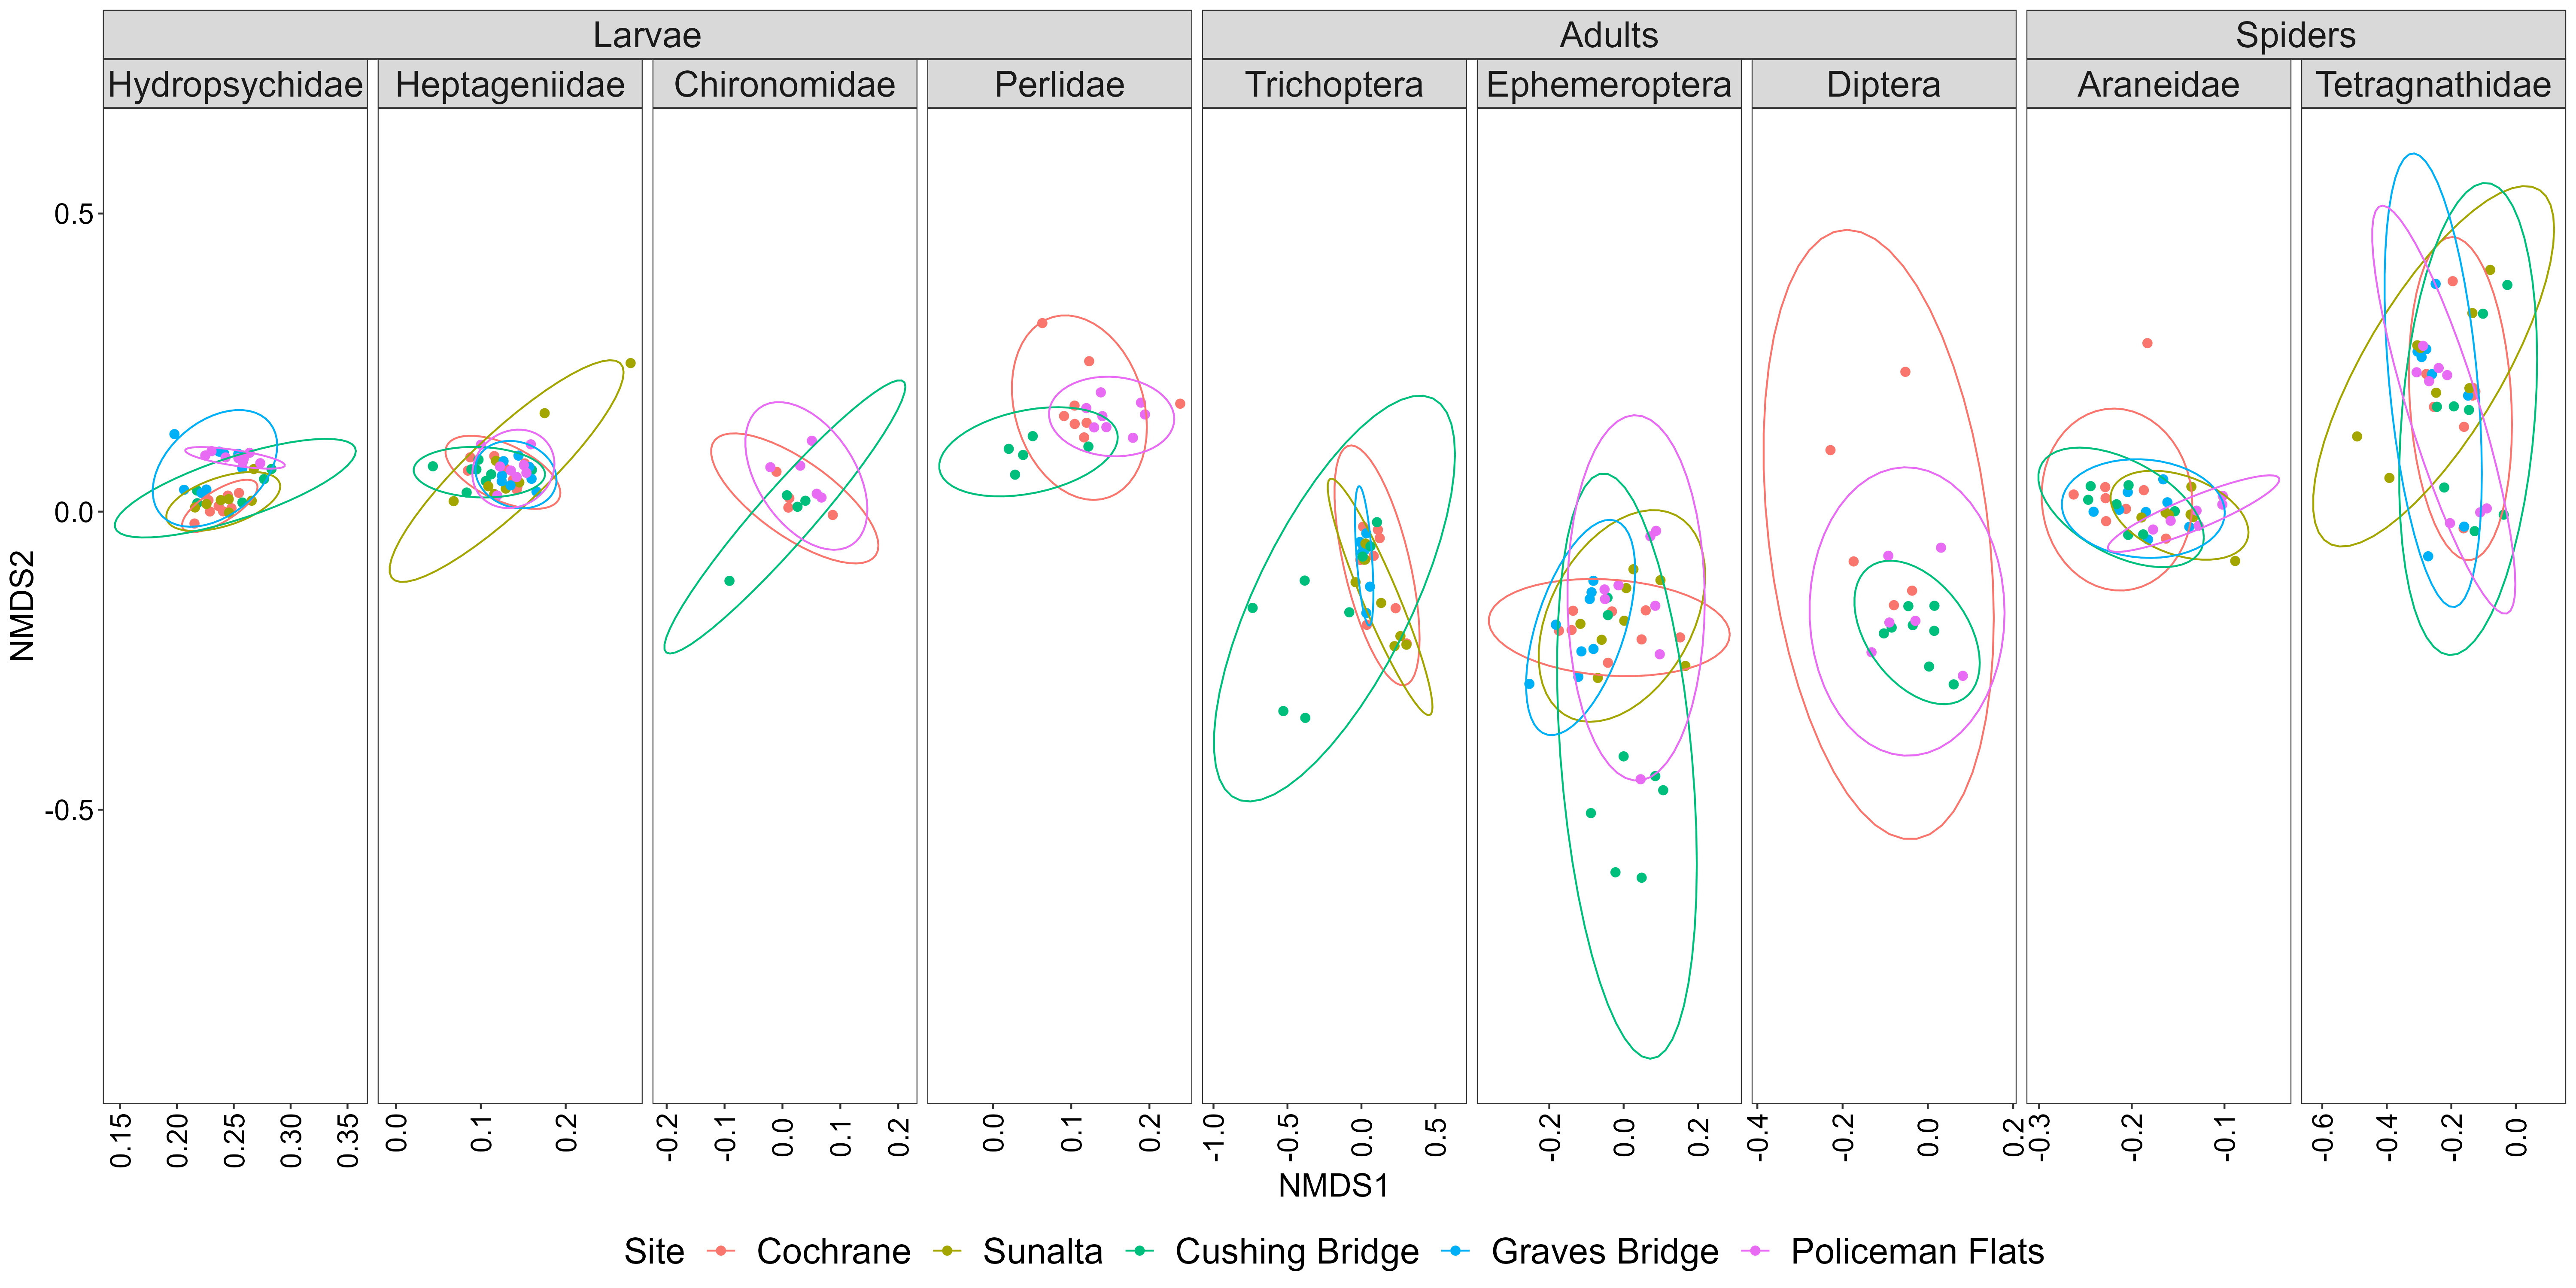 Larvae Adults Spiders
Hydropsychidae Heptageniidae Chironomidae Perlidae Trichoptera Ephemeroptera Diptera Araneidae Tetragnathidae
0.5
0.0
-0.5
NMDS2
0.15 0.20 0.25 0.30 0.35 0.0 0.1 0.2 -0.2 -0.1 0.0 0.1 0.2 0.0 0.1 0.2 -1.0 -0.5 0.0 0.5 -0.2 0.0 0.2 -0.4 -0.2 0.0 0.2 -0.3 -0.2 -0.1 -0.6 -0.4 -0.2 0.0
NMDS1
Site Cochrane Sunalta Cushing Bridge Graves Bridge Policeman Flats